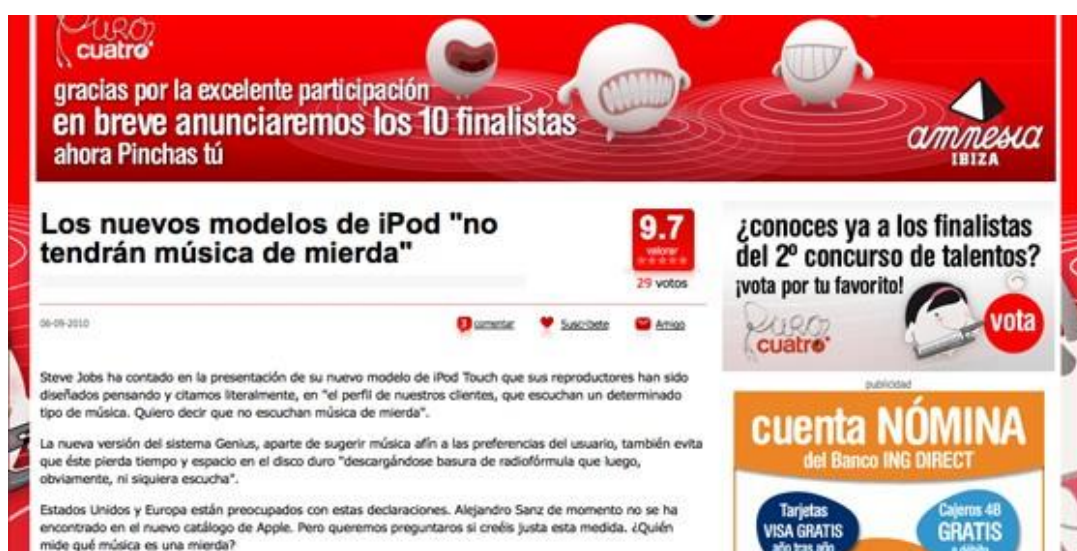 Puro
cuatro
gracias por la excelente participación
en breve anunciaremos los 10 finalistas
ahora Pinchas tú
amnesia
IBIZA
Los nuevos modelos de iPod "no
tendrán música de mierda"
9.7
valorar
29 votos
06-09-2010
3 comentar
Suscríbete
Amigo
Steve Jobs ha contado en la presentación de su nuevo modelo de iPod Touch que sus reproductores han sido
diseñados pensando y citamos literalmente, en "el perfil de nuestros clientes, que escuchan un determinado
tipo de música. Quiero decir que no escuchan música de mierda".
La nueva versión del sistema Genius, aparte de sugerir música afín a las preferencias del usuario, también evita
que éste pierda tiempo y espacio en el disco duro "descargándose basura de radiofórmula que luego,
obviamente, ni siquiera escucha".
Estados Unidos y Europa están preocupados con estas declaraciones. Alejandro Sanz de momento no se ha
encontrado en el nuevo catálogo de Apple. Pero queremos preguntaros si creéis justa esta medida. ¿Quién
mide qué música es una mierda?
¿conoces ya a los finalistas
del 2º concurso de talentos?
¡vota por tu favorito!
Puro
cuatro
vota
publicidad
cuenta NÓMINA
del Banco ING DIRECT
Tarjetas
VISA GRATIS
año tras año
Cajeros 4B
GRATIS